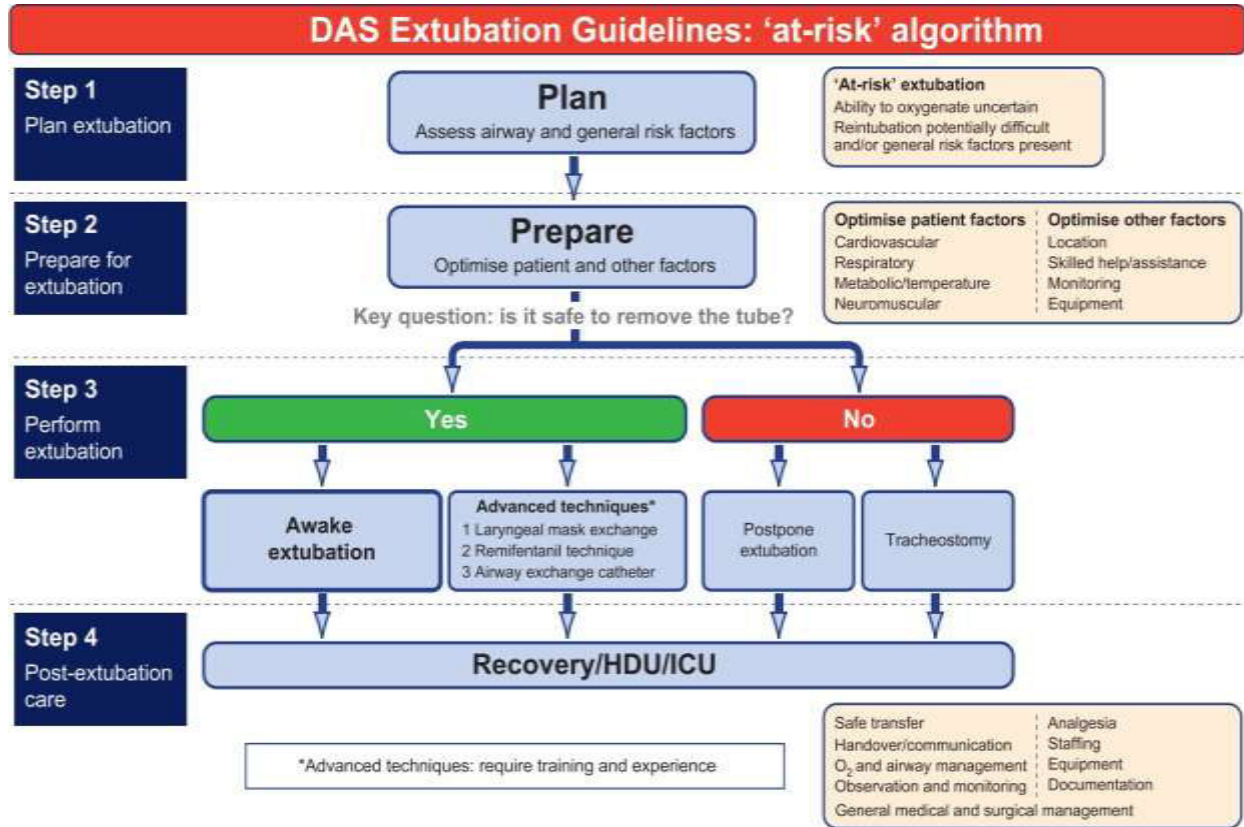 DAS Extubation Guidelines: ‘at-risk’ algorithm
Step 1
Plan extubation
Plan
Assess airway and general risk factors
‘At-risk’ extubation
Ability to oxygenate uncertain
Reintubation potentially difficult
and/or general risk factors present
Step 2
Prepare for
extubation
Prepare
Optimise patient and other factors
Optimise patient factors
Cardiovascular
Respiratory
Metabolic/temperature
Neuromuscular
Optimise other factors
Location
Skilled help/assistance
Monitoring
Equipment
Key question: is it safe to remove the tube?
Step 3
Perform
extubation
Yes
No
Awake
extubation
Advanced techniques*
1 Laryngeal mask exchange
2 Remifentanil technique
3 Airway exchange catheter
Postpone
extubation
Tracheostomy
Step 4
Post-extubation
care
Recovery/HDU/ICU
*Advanced techniques: require training and experience
Safe transfer
Handover/communication
O₂ and airway management
Observation and monitoring
Analgesia
Staffing
Equipment
Documentation
General medical and surgical management